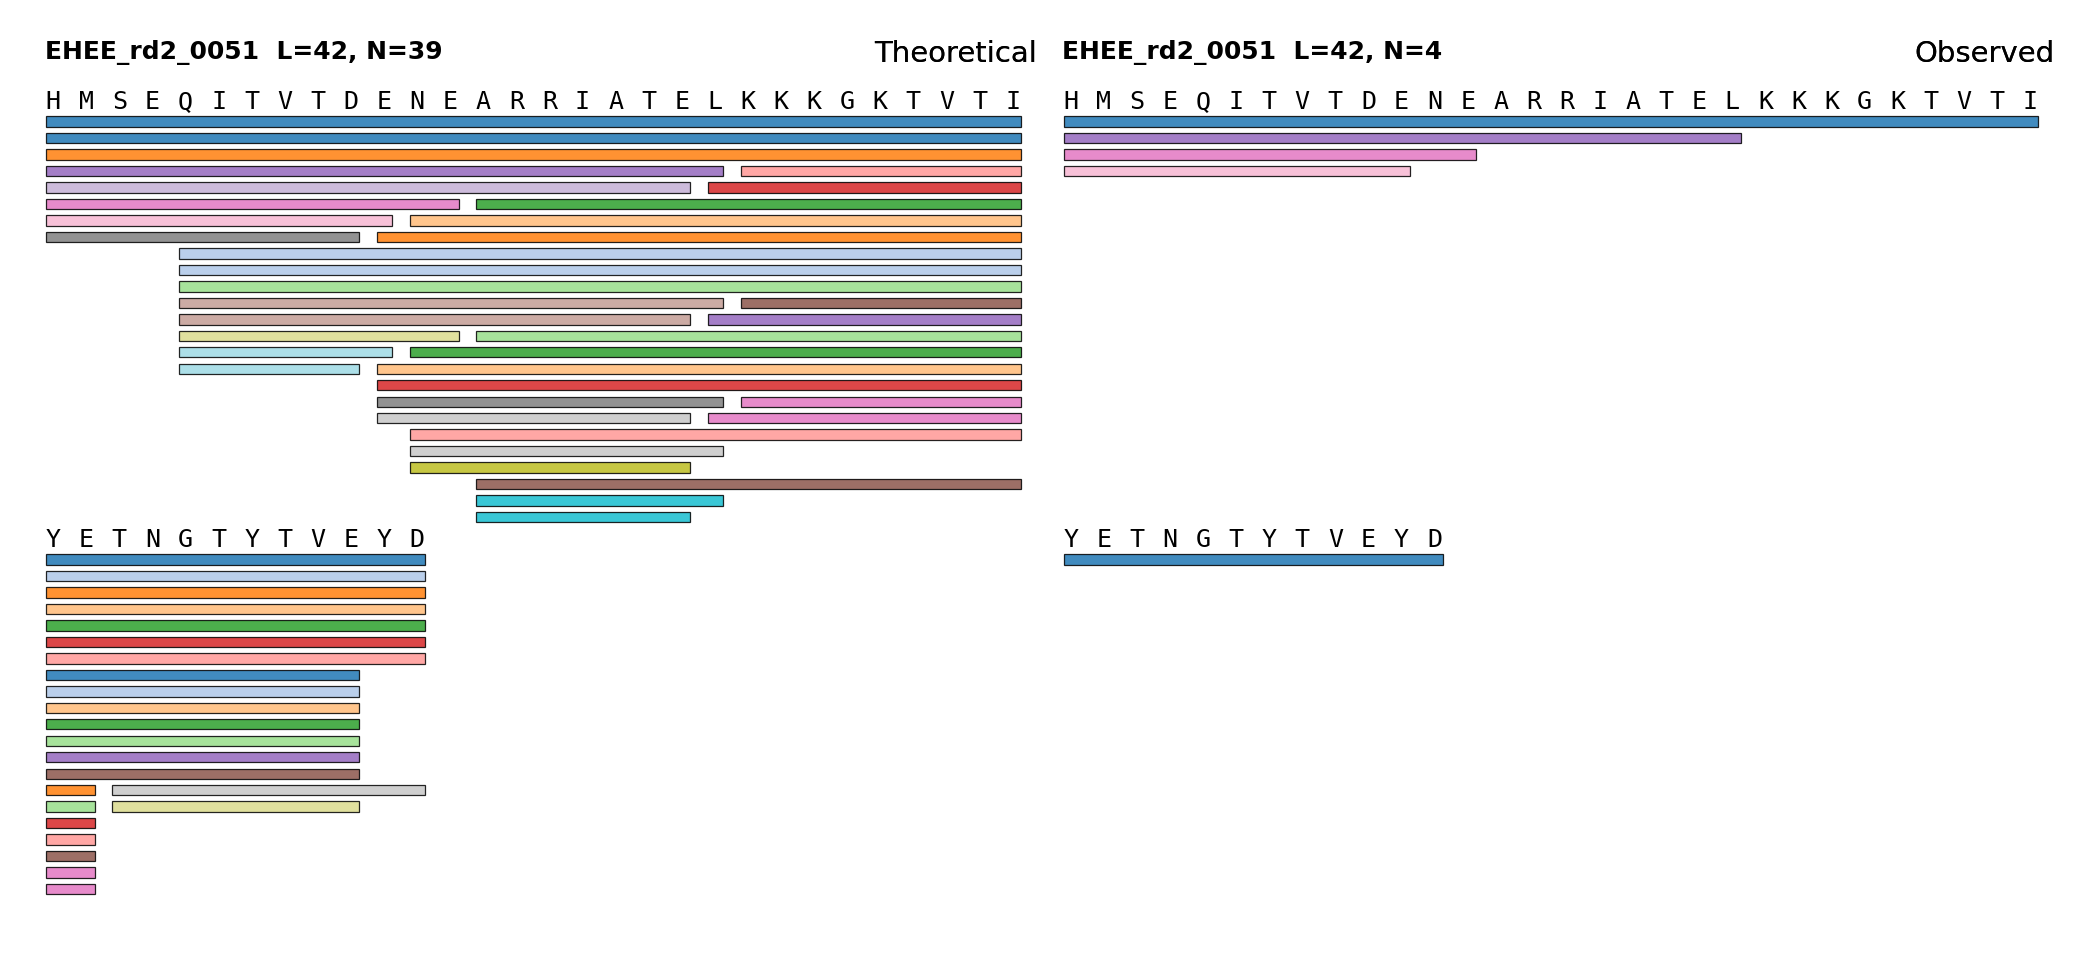 EHEE_rd2_0051 L=42, N=39 Theoretical
H M S E Q I T V T D E N E A R R I A T E L K K K G K T V T I
Y E T N G T Y T V E Y D
EHEE_rd2_0051 L=42, N=4 Observed
H M S E Q I T V T D E N E A R R I A T E L K K K G K T V T I
Y E T N G T Y T V E Y D